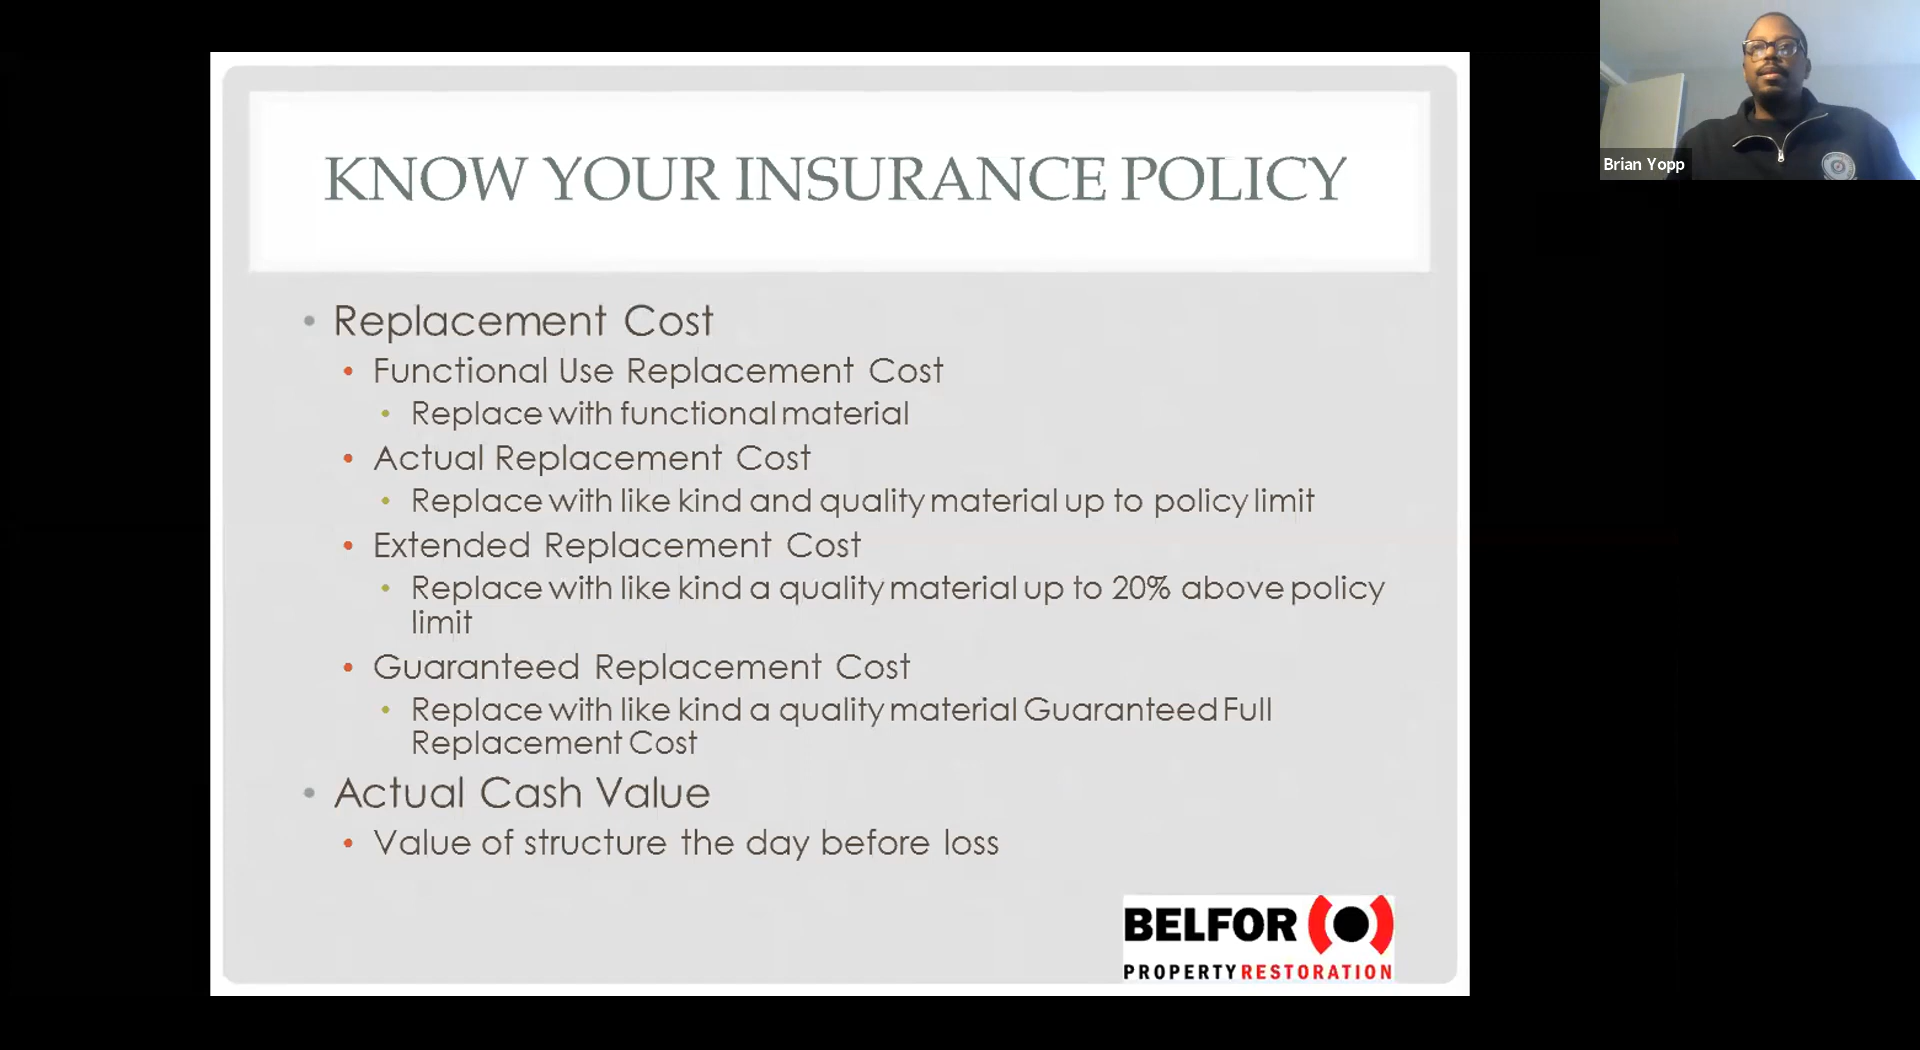 KNOW YOUR INSURANCE POLICY
Replacement Cost
Functional Use Replacement Cost
Replace with functional material
Actual Replacement Cost
Replace with like kind and quality material up to policy limit
Extended Replacement Cost
Replace with like kind a quality material up to 20% above policy
limit
Guaranteed Replacement Cost
Replace with like kind a quality material Guaranteed Full
Replacement Cost
Actual Cash Value
Value of structure the day before loss
BELFOR
PROPERTY RESTORATION
Brian Yopp